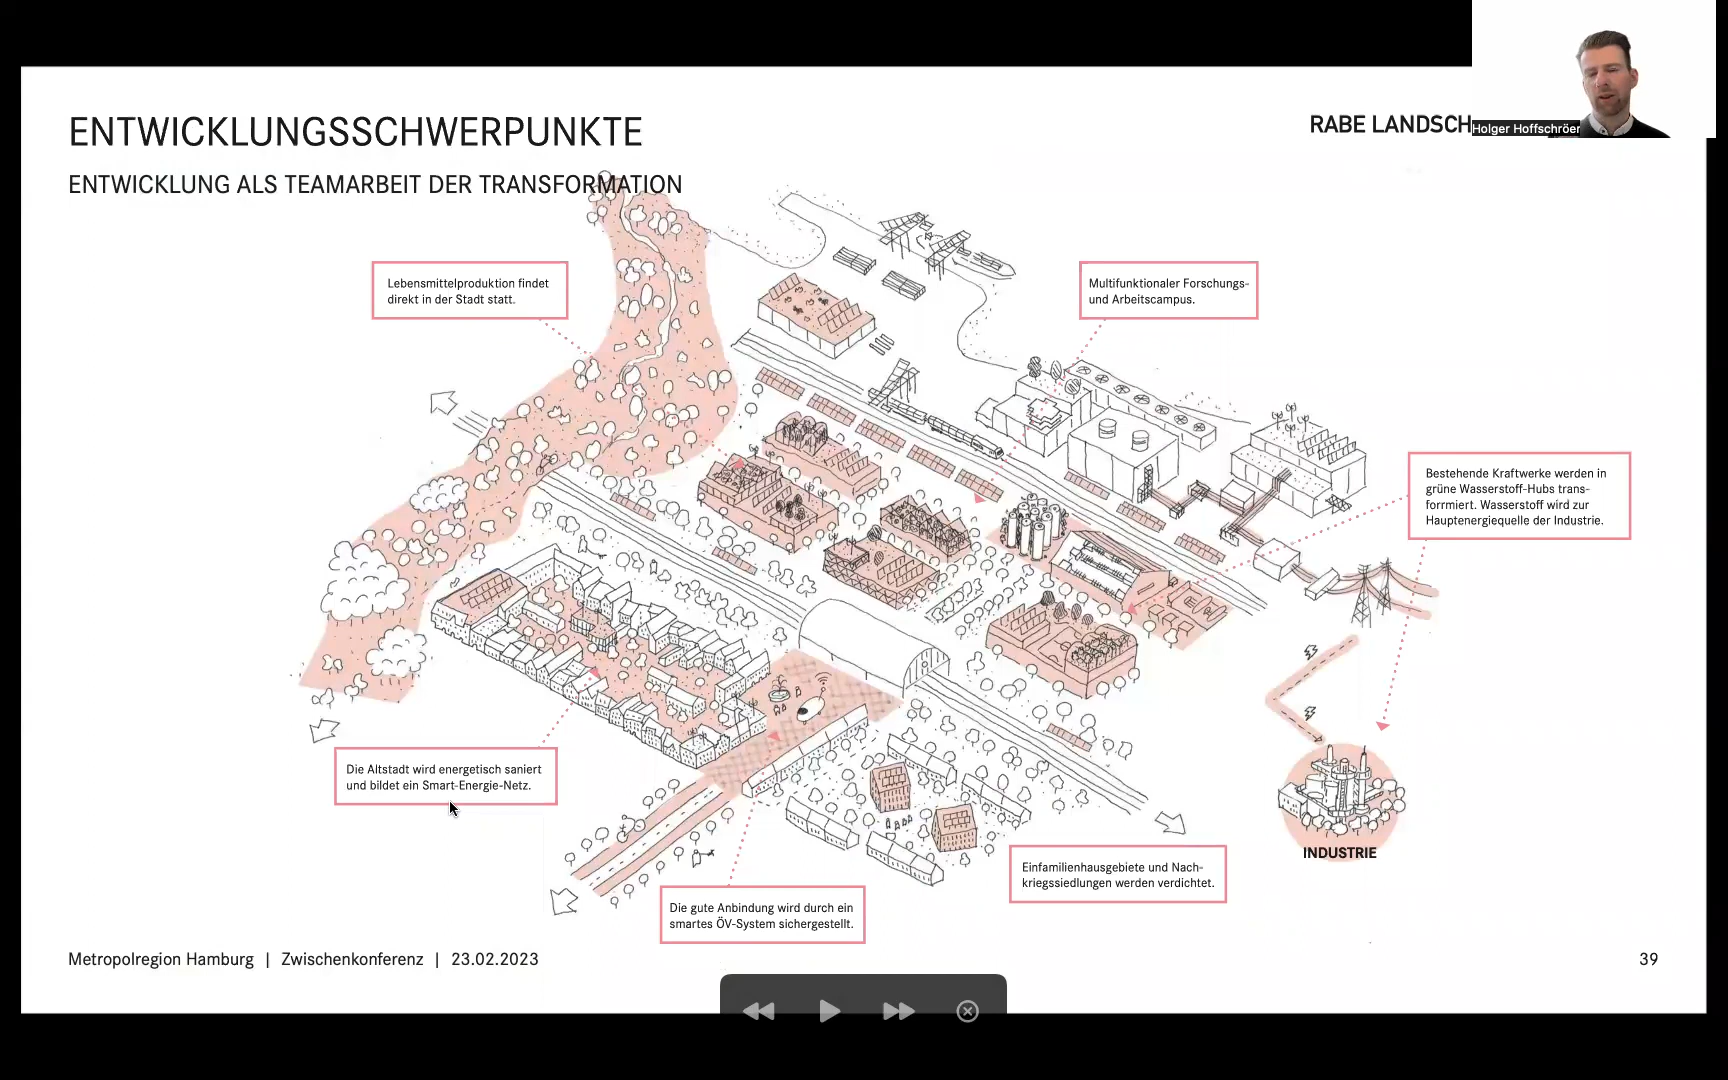 ENTWICKLUNGSSCHWERPUNKTE
ENTWICKLUNG ALS TEAMARBEIT DER TRANSFORMATION
RABE LANDSCH
Holger Hoffschröer
Lebensmittelproduktion findet
direkt in der Stadt statt.
Multifunktionaler Forschungs-
und Arbeitscampus.
Bestehende Kraftwerke werden in
grüne Wasserstoff-Hubs trans-
formiert. Wasserstoff wird zur
Hauptenergiequelle der Industrie.
Die Altstadt wird energetisch saniert
und bildet ein Smart-Energie-Netz.
INDUSTRIE
Einfamilienhausgebiete und Nach-
kriegssiedlungen werden verdichtet.
Die gute Anbindung wird durch ein
smartes ÖV-System sichergestellt.
Metropolregion Hamburg | Zwischenkonferenz | 23.02.2023
39